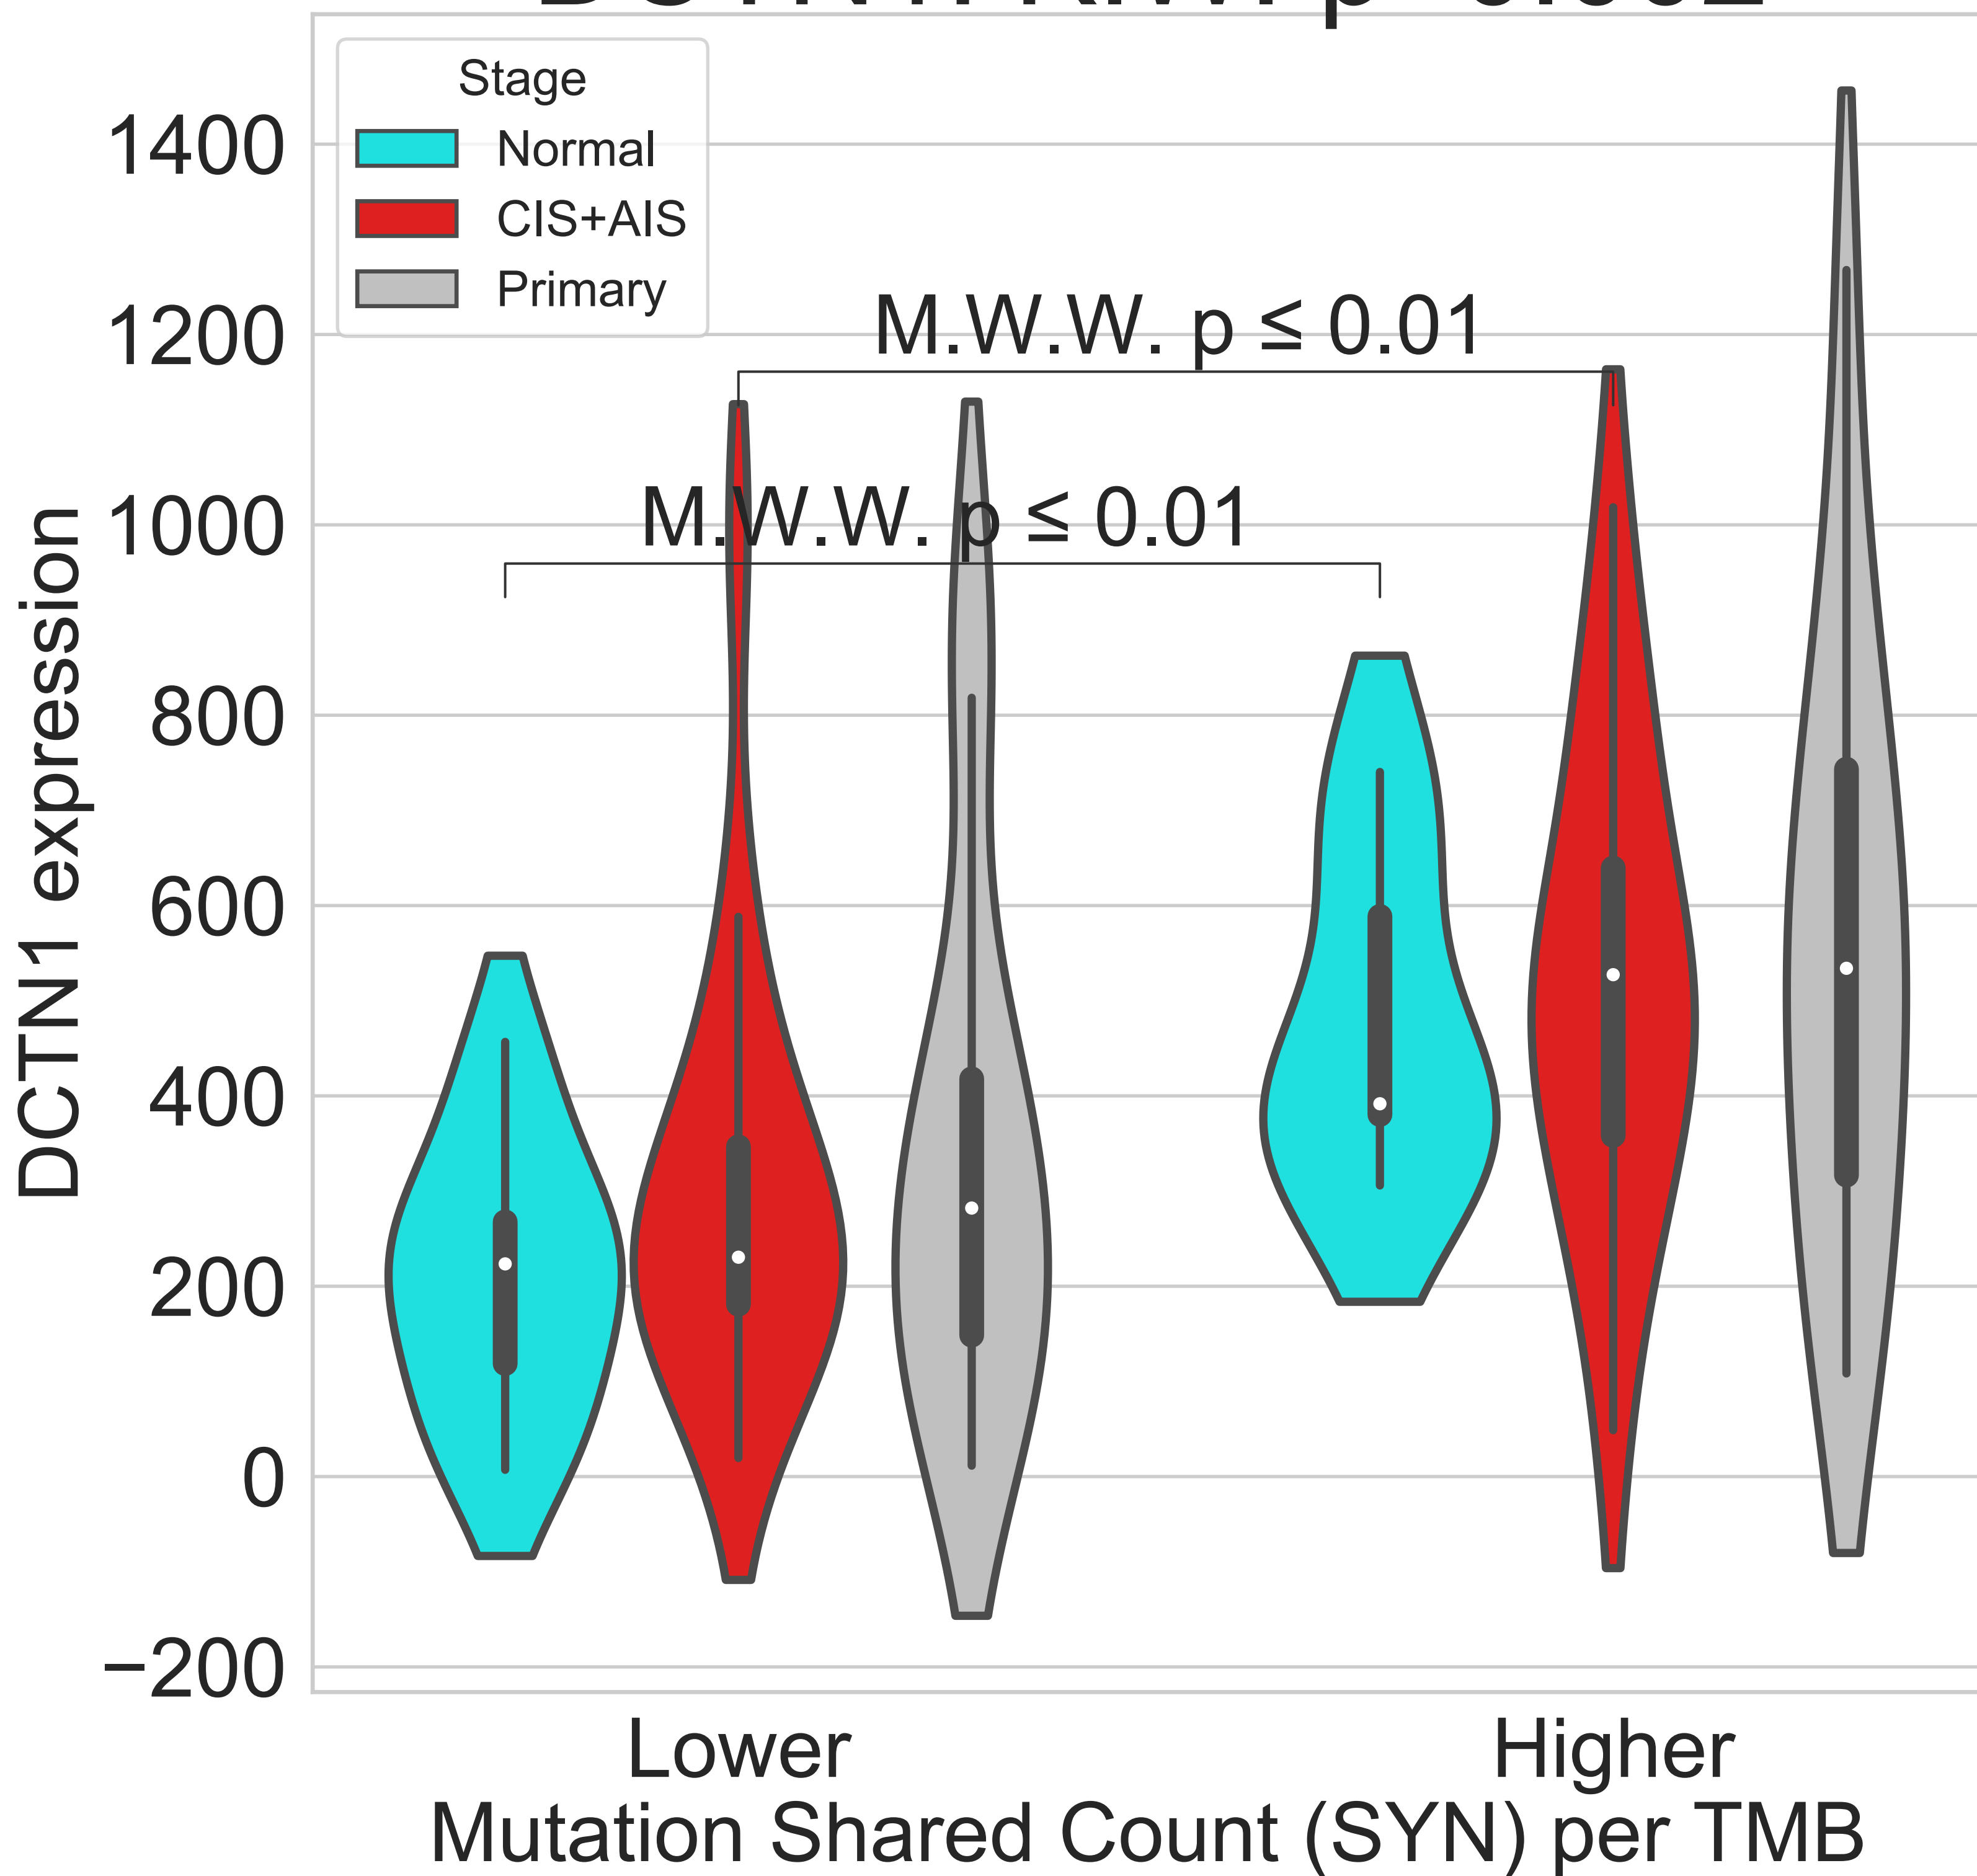 Stage
Normal
CIS+AIS
Primary
M.W.W. p ≤ 0.01
M.W.W. p ≤ 0.01
1400
1200
1000
800
600
400
200
0
−200
DCTN1 expression
Lower
Higher
Mutation Shared Count (SYN) per TMB